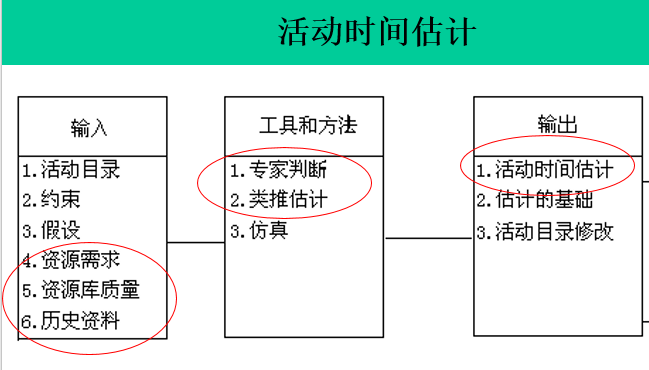 活动时间估计
输入
1.活动目录
2.约束
3.假设
4.资源需求
5.资源库质量
6.历史资料
工具和方法
1.专家判断
2.类推估计
3.仿真
输出
1.活动时间估计
2.估计的基础
3.活动目录修改